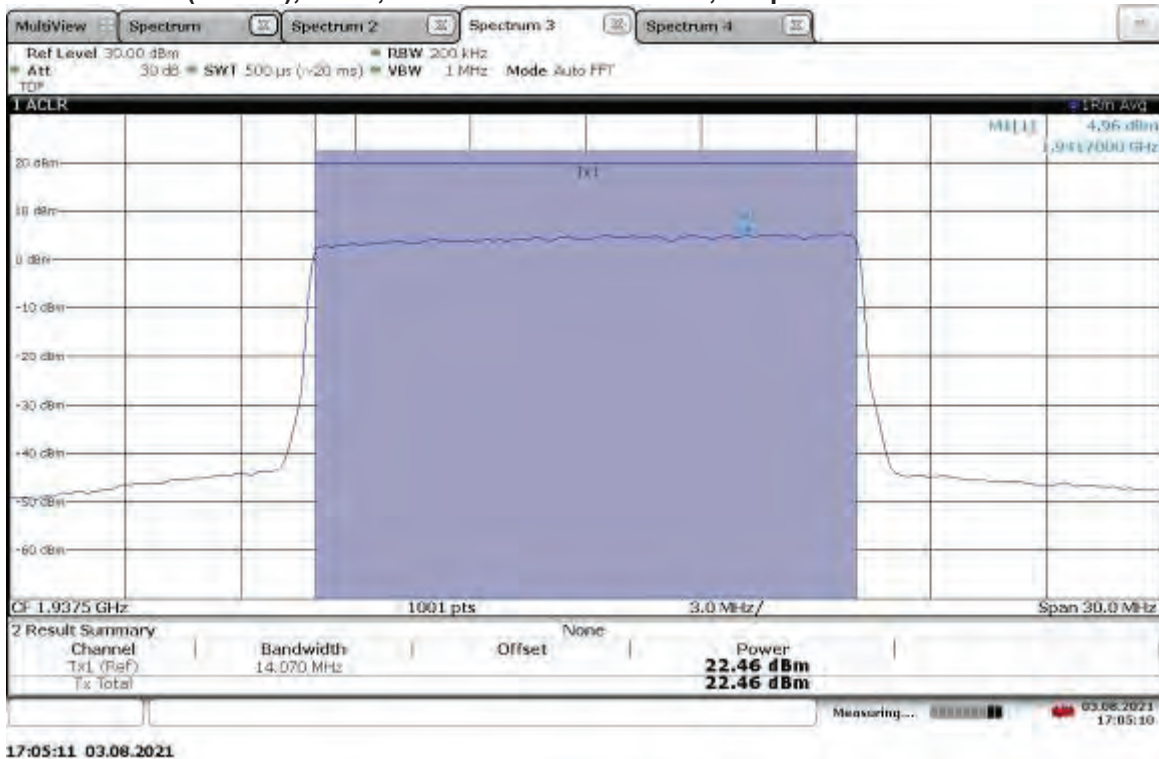 MultiView Spectrum Spectrum 2 Spectrum 3 Spectrum 4
Ref Level 30.00 dBm RBW 200 kHz
Att 30 dB SWT 500 µs (~20 ms) VBW 1 MHz Mode Auto FFT
TDF
1 ACLR 1Rm Avg
M1[1] 4.96 dBm
1.9417000 GHz
20 dBm
Tx1
10 dBm
0 dBm
-10 dBm
-20 dBm
-30 dBm
-40 dBm
-50 dBm
-60 dBm
CF 1.9375 GHz 1001 pts 3.0 MHz/ Span 30.0 MHz
2 Result Summary None
Channel Bandwidth Offset Power
Tx1 (Ref) 14.070 MHz 22.46 dBm
Tx Total 22.46 dBm
Measuring... 03.08.2021
17:05:10
17:05:11 03.08.2021